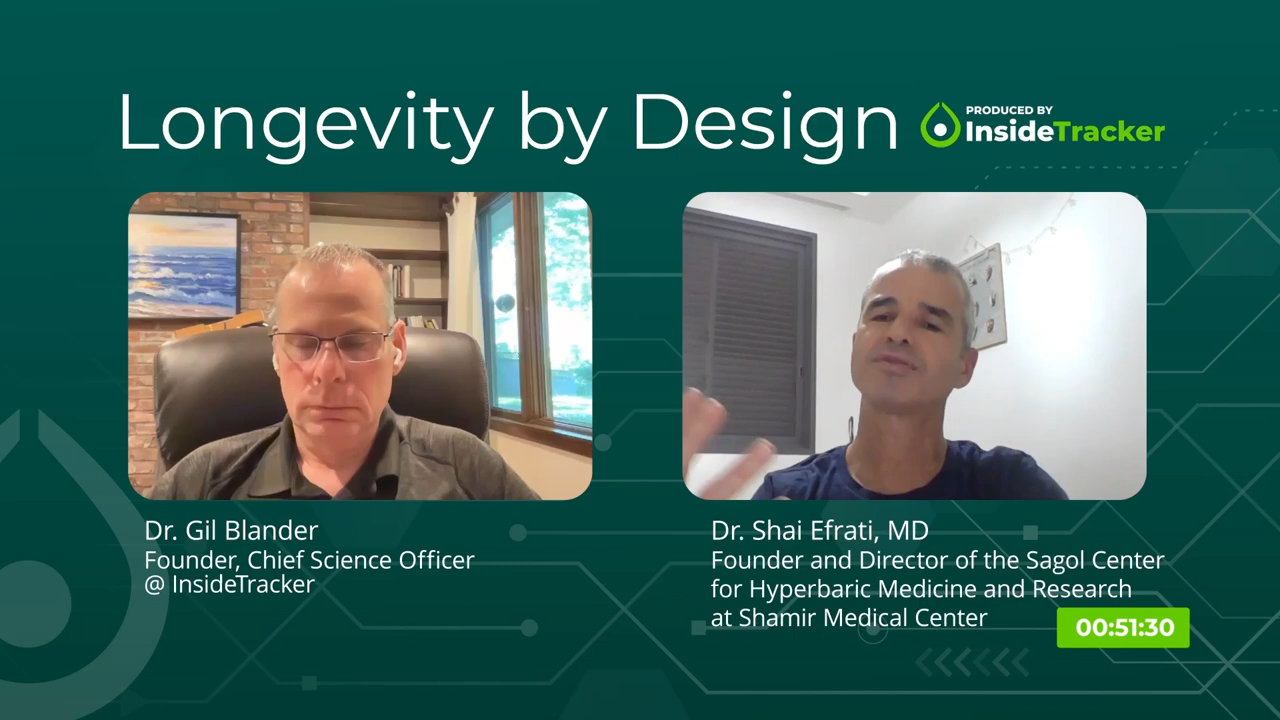 Longevity by Design
PRODUCED BY
InsideTracker
Dr. Gil Blander
Founder, Chief Science Officer
@ InsideTracker
Dr. Shai Efrati, MD
Founder and Director of the Sagol Center
for Hyperbaric Medicine and Research
at Shamir Medical Center
00:51:30